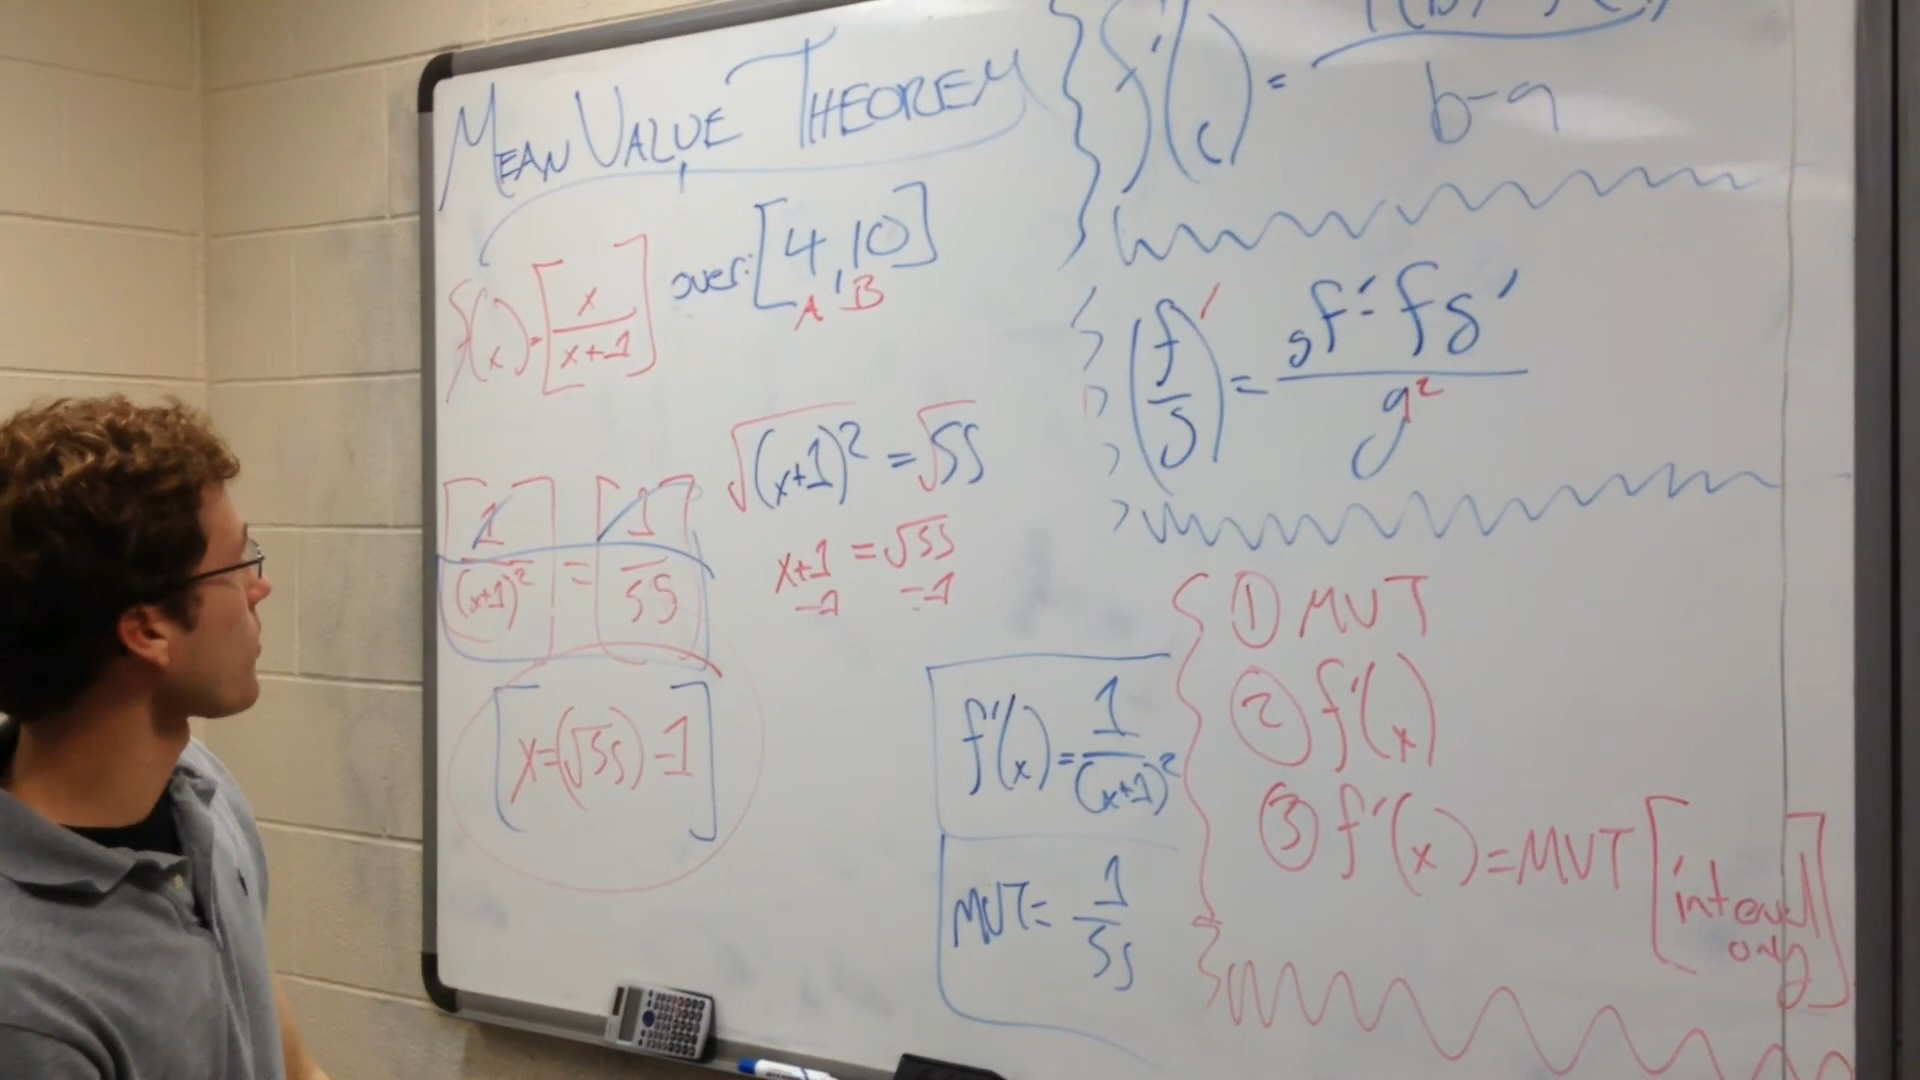 MEAN VALUE THEOREM
f(x) = [x/(x+1)] over: [4, 10]
A B
1/(x+1)² = 1/55
√(x+1)² = √55
x+1 = √55
-1 -1
[x=(√55)-1]
f'(x) = 1/(x+1)²
MVT = 1/55
f'(c) = b-a
(f/g)' = gf'-fg'/g²
① MVT
② f'(x)
③ f'(x) = MVT [interval only]